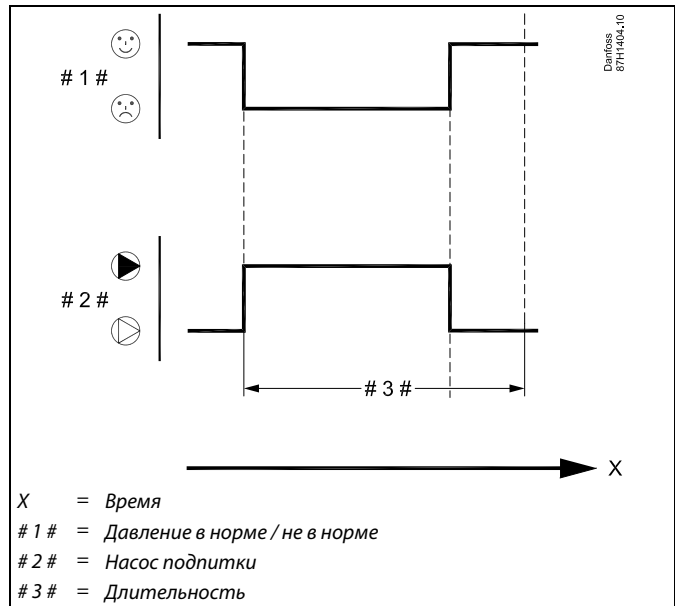 Danfoss
87H1404.10
# 1 #
# 2 #
# 3 #
X
X = Время
# 1 # = Давление в норме / не в норме
# 2 # = Насос подпитки
# 3 # = Длительность